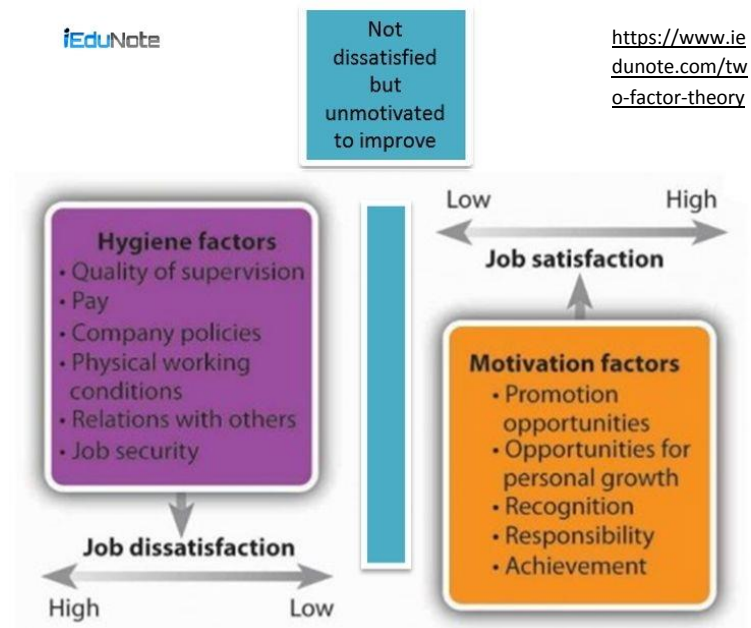 iEduNote
Not
dissatisfied
but
unmotivated
to improve
https://www.ie
dunote.com/tw
o-factor-theory
Hygiene factors
• Quality of supervision
• Pay
• Company policies
• Physical working
conditions
• Relations with others
• Job security
Job dissatisfaction
High Low
Low High
Job satisfaction
Motivation factors
• Promotion
opportunities
• Opportunities for
personal growth
• Recognition
• Responsibility
• Achievement